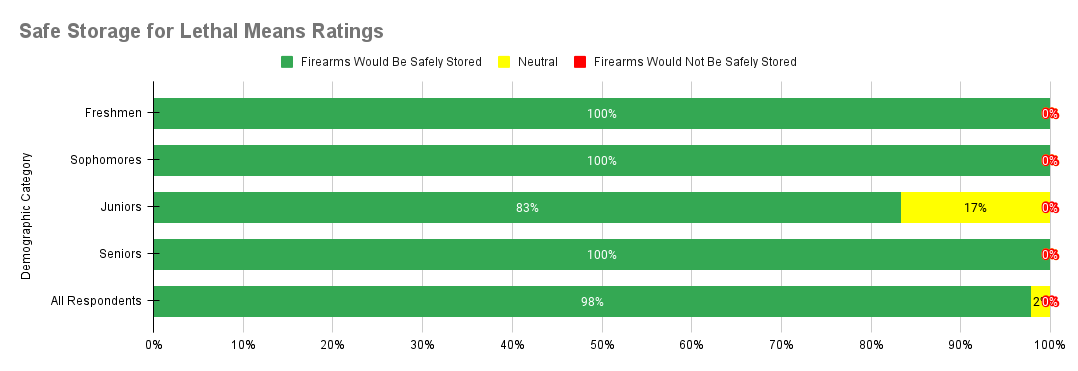 Safe Storage for Lethal Means Ratings
Firearms Would Be Safely Stored Neutral Firearms Would Not Be Safely Stored
Demographic Category
Freshmen 100% 0%
Sophomores 100% 0%
Juniors 83% 17% 0%
Seniors 100% 0%
All Respondents 98% 0%
0% 10% 20% 30% 40% 50% 60% 70% 80% 90% 100%